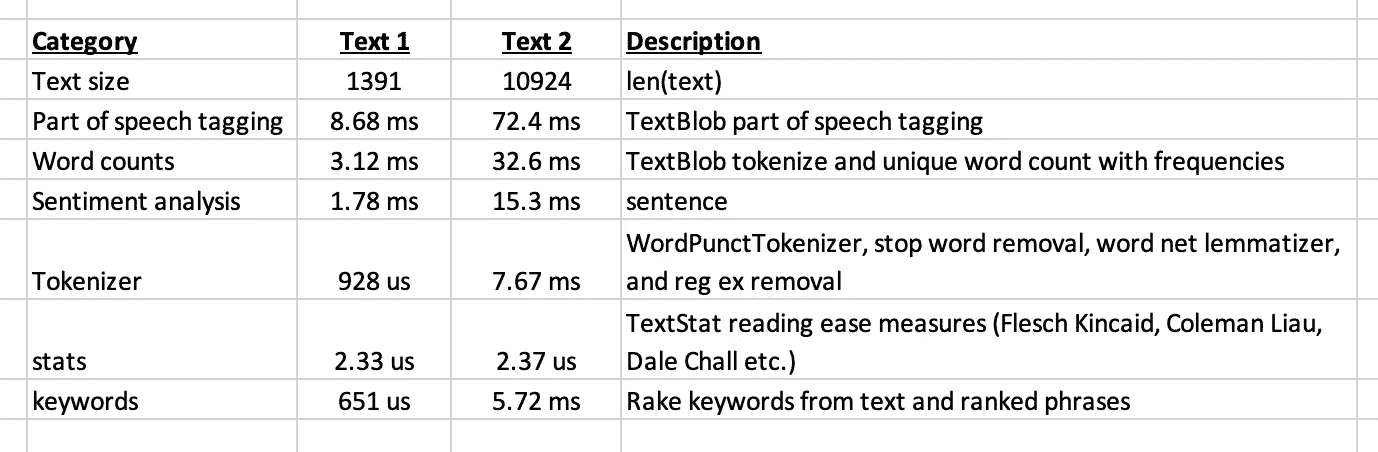 Category Text 1 Text 2 Description
Text size 1391 10924 len(text)
Part of speech tagging 8.68 ms 72.4 ms TextBlob part of speech tagging
Word counts 3.12 ms 32.6 ms TextBlob tokenize and unique word count with frequencies
Sentiment analysis 1.78 ms 15.3 ms sentence
WordPunctTokenizer, stop word removal, word net lemmatizer,
Tokenizer 928 us 7.67 ms and reg ex removal
TextStat reading ease measures (Flesch Kincaid, Coleman Liau,
stats 2.33 us 2.37 us Dale Chall etc.)
keywords 651 us 5.72 ms Rake keywords from text and ranked phrases